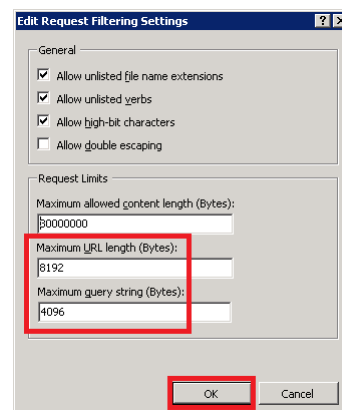 Edit Request Filtering Settings
General
Allow unlisted file name extensions
Allow unlisted verbs
Allow high-bit characters
Allow double escaping
Request Limits
Maximum allowed content length (Bytes):
30000000
Maximum URL length (Bytes):
8192
Maximum query string (Bytes):
4096
OK Cancel